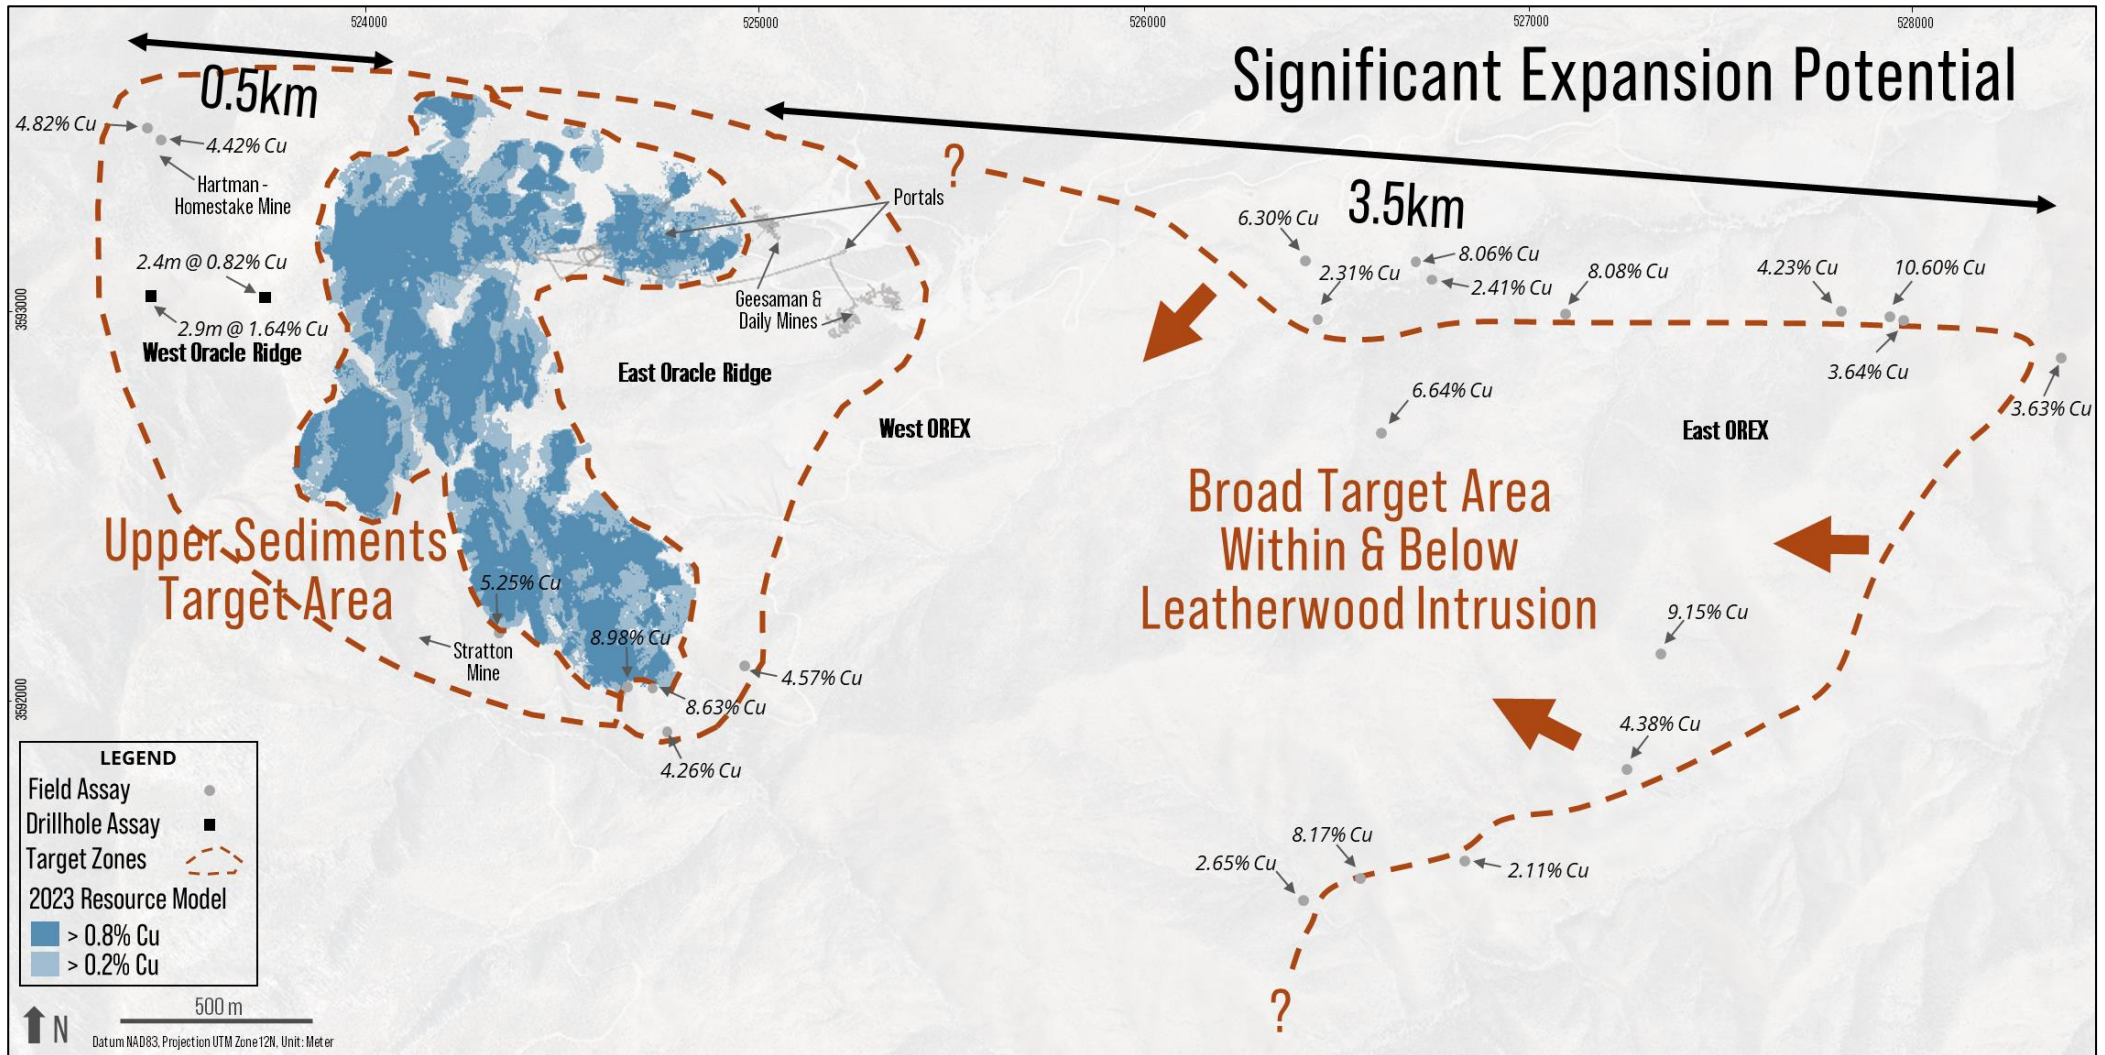 524000
525000
526000
527000
528000
Significant Expansion Potential
0.5km
4.82% Cu
4.42% Cu
Hartman -
Homestake Mine
?
Portals
6.30% Cu
3.5km
8.06% Cu
2.31% Cu
2.41% Cu
8.08% Cu
4.23% Cu
10.60% Cu
2.4m @ 0.82% Cu
2.9m @ 1.64% Cu
3593000
Geesaman &
Daily Mines
West Oracle Ridge
East Oracle Ridge
3.64% Cu
3.63% Cu
6.64% Cu
West OREX
East OREX
Broad Target Area
Within & Below
Leatherwood Intrusion
Upper Sediments
Target Area
5.25% Cu
8.98% Cu
Stratton
Mine
9.15% Cu
4.57% Cu
8.63% Cu
3592000
4.38% Cu
4.26% Cu
8.17% Cu
2.65% Cu
2.11% Cu
?
LEGEND
Field Assay
Drillhole Assay
Target Zones
2023 Resource Model
> 0.8% Cu
> 0.2% Cu
N
500 m
Datum NAD83, Projection UTM Zone 12N, Unit: Meter